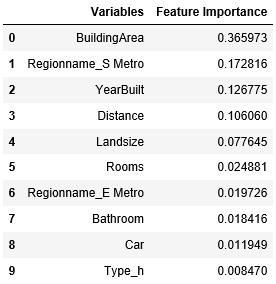 Variables Feature Importance
0 BuildingArea 0.365973
1 Regionname_S Metro 0.172816
2 YearBuilt 0.126775
3 Distance 0.106060
4 Landsize 0.077645
5 Rooms 0.024881
6 Regionname_E Metro 0.019726
7 Bathroom 0.018416
8 Car 0.011949
9 Type_h 0.008470